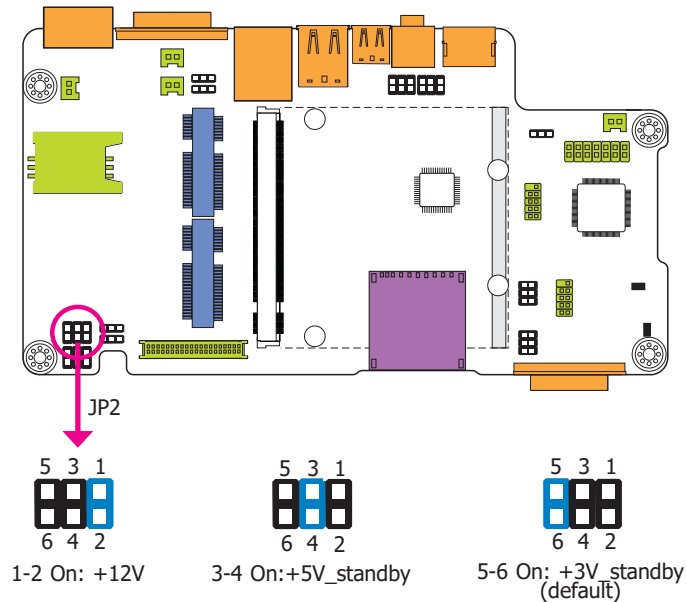 JP2
5 3 1
6 4 2
1-2 On: +12V
5 3 1
6 4 2
3-4 On:+5V_standby
5 3 1
6 4 2
5-6 On: +3V_standby
(default)